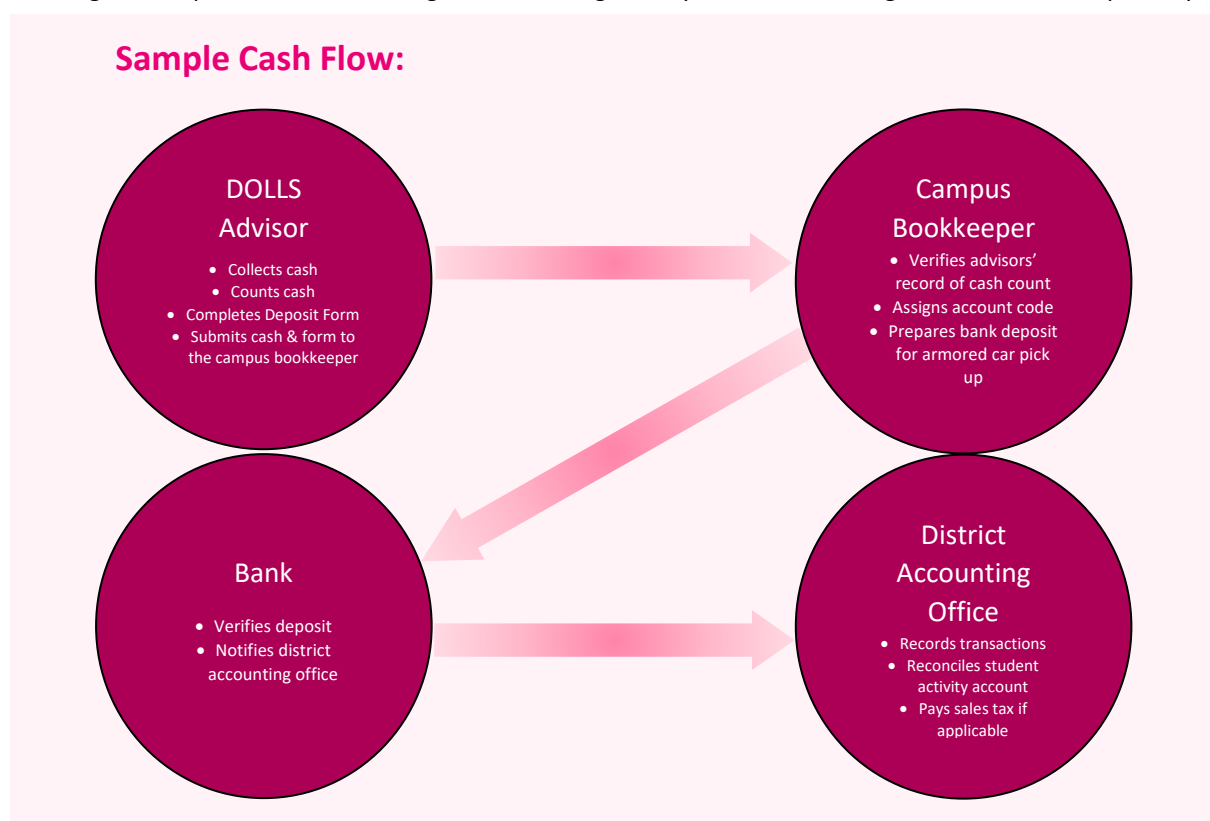 Sample Cash Flow:
DOLLS
Advisor
• Collects cash
• Counts cash
• Completes Deposit Form
• Submits cash & form to
the campus bookkeeper
Campus
Bookkeeper
• Verifies advisors’
record of cash count
• Assigns account code
• Prepares bank deposit
for armored car pick
up
Bank
• Verifies deposit
• Notifies district
accounting office
District
Accounting
Office
• Records transactions
• Reconciles student
activity account
• Pays sales tax if
applicable